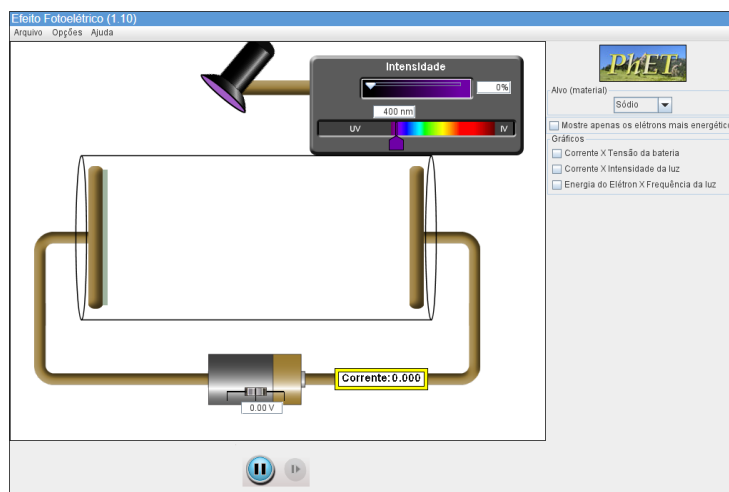 Efeito Fotoelétrico (1.10)
Arquivo Opções Ajuda
Intensidade
0%
400 nm
UV IV
PhET
Alvo (material)
Sódio
Mostre apenas os elétrons mais energético
Gráficos
Corrente X Tensão da bateria
Corrente X Intensidade da luz
Energia do Elétron X Frequência da luz
Corrente:0.000
0.00 V